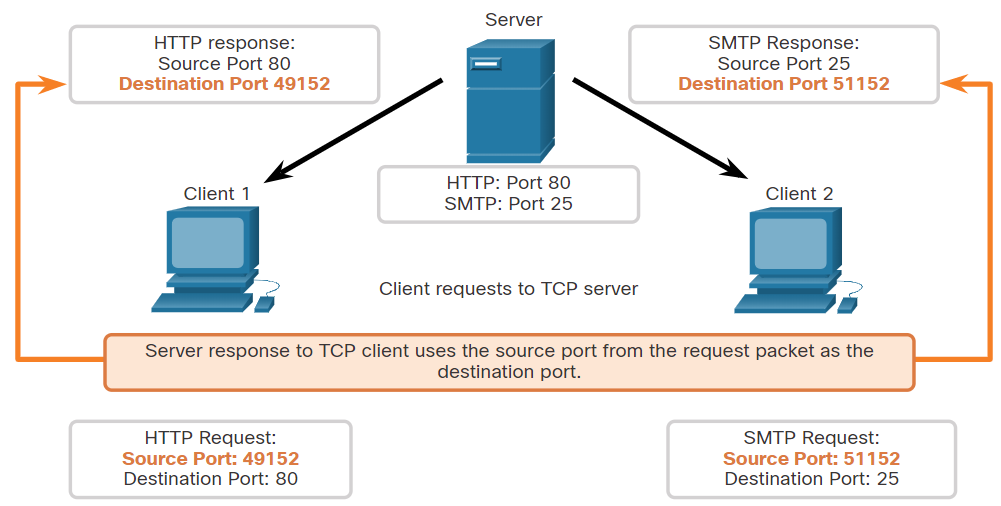 Server
HTTP response:
Source Port 80
Destination Port 49152
SMTP Response:
Source Port 25
Destination Port 51152
HTTP: Port 80
SMTP: Port 25
Client 1
Client 2
Client requests to TCP server
Server response to TCP client uses the source port from the request packet as the
destination port.
HTTP Request:
Source Port: 49152
Destination Port: 80
SMTP Request:
Source Port: 51152
Destination Port: 25